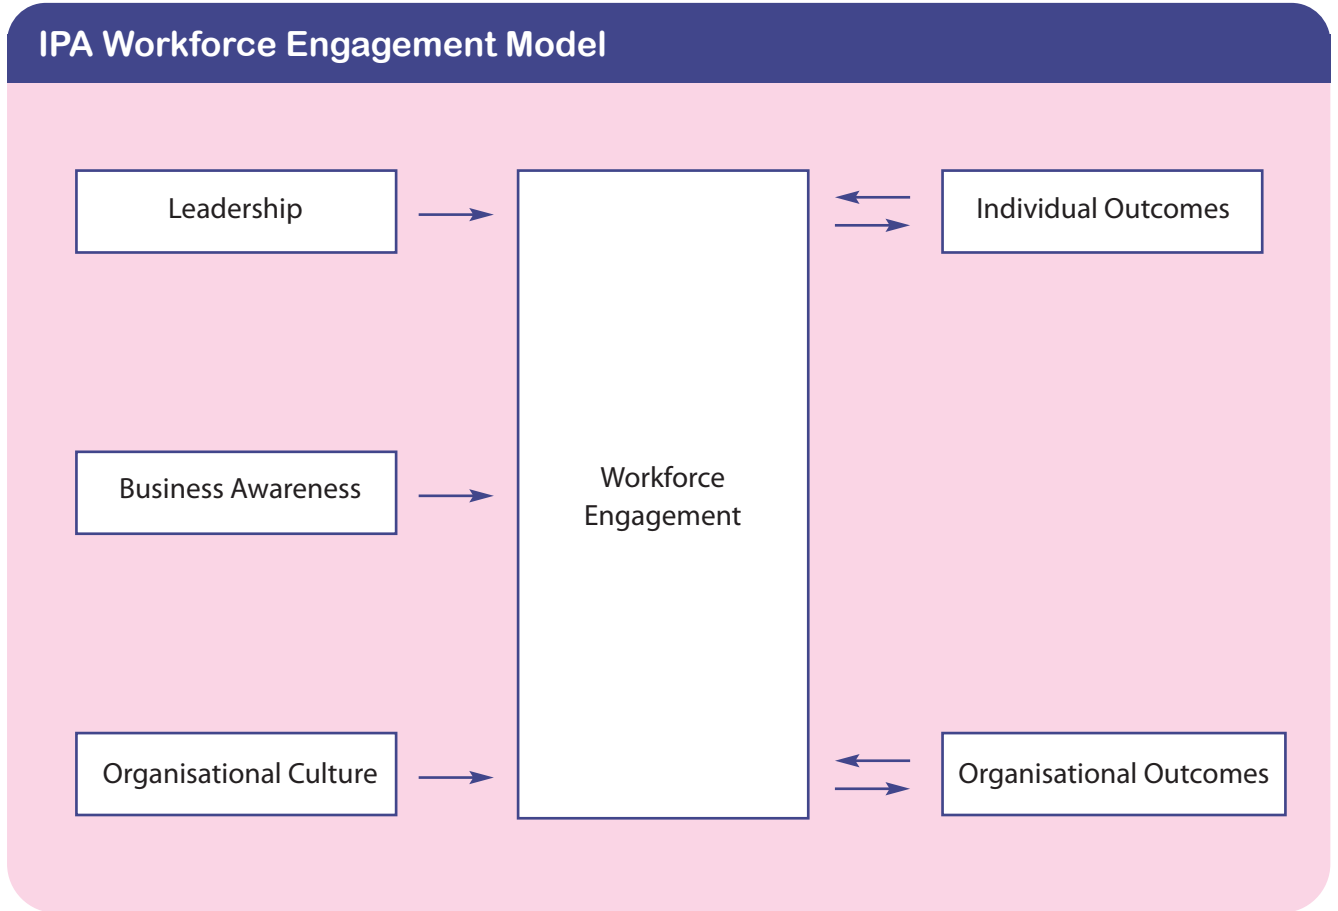 IPA Workforce Engagement Model
Leadership
Individual Outcomes
Business Awareness
Workforce
Engagement
Organisational Culture
Organisational Outcomes